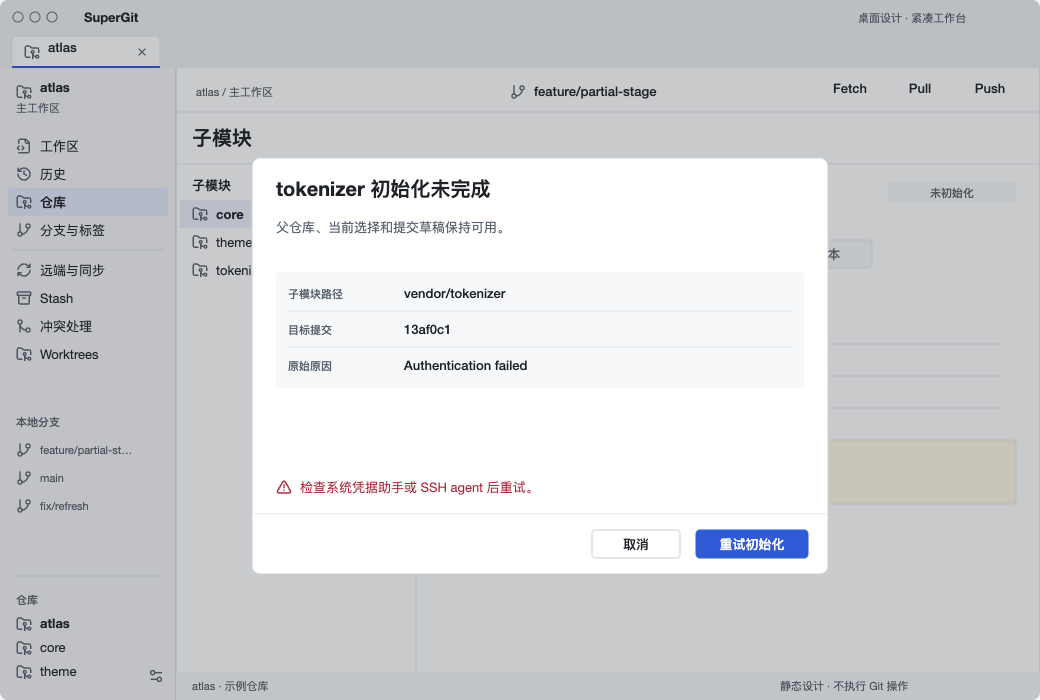 SuperGit
桌面设计 · 紧凑工作台
atlas
atlas
主工作区
工作区
历史
仓库
分支与标签
远端与同步
Stash
冲突处理
Worktrees
本地分支
feature/partial-st…
main
fix/refresh
仓库
atlas
core
theme
atlas / 主工作区
feature/partial-stage
Fetch
Pull
Push
子模块
子模块
core
theme
tokeni
未初始化
本
tokenizer 初始化未完成
父仓库、当前选择和提交草稿保持可用。
子模块路径 vendor/tokenizer
目标提交 13af0c1
原始原因 Authentication failed
检查系统凭据助手或 SSH agent 后重试。
取消
重试初始化
atlas · 示例仓库
静态设计 · 不执行 Git 操作